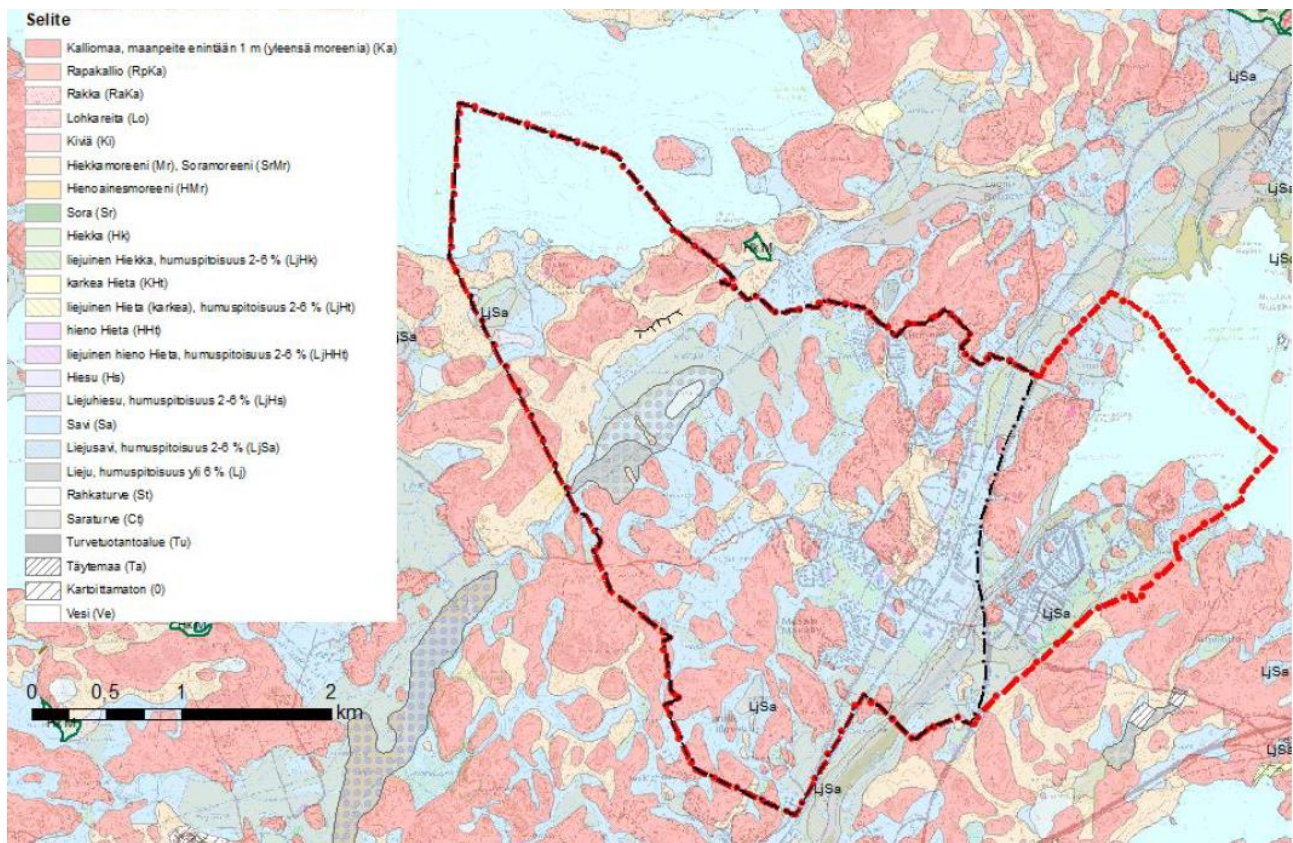 Selite
Kalliomaa, maanpeite enintään 1 m (yleensä moreenia) (Ka)
Rapakallio (RpKa)
Rakka (RaKa)
Lohkareita (Lo)
Kiviä (Ki)
Hiekkamoreeni (Mr), Soramoreeni (SrMr)
Hienoainesmoreeni (HMr)
Sora (Sr)
Hiekka (Hk)
liejuinen Hiekka, humuspitoisuus 2-6 % (LjHk)
karkea Hieta (KHt)
liejuinen Hieta (karkea), humuspitoisuus 2-6 % (LjHt)
hieno Hieta (HHt)
liejuinen hieno Hieta, humuspitoisuus 2-6 % (LjHHt)
Hiesu (Hs)
Liejuhiesu, humuspitoisuus 2-6 % (LjHs)
Savi (Sa)
Liejusavi, humuspitoisuus 2-6 % (LjSa)
Lieju, humuspitoisuus yli 6 % (Lj)
Rahkaturve (St)
Saraturve (Ct)
Turvetuotantoalue (Tu)
Täytemaa (Ta)
Kartoittamaton (0)
Vesi (Ve)
0 0,5 1 2
km
LjSa
LjSa
HkM
LjSa
LjSa
LjSa
LjSa
LjSa
LjSa
LjSa
LjSa
HkM
HkM